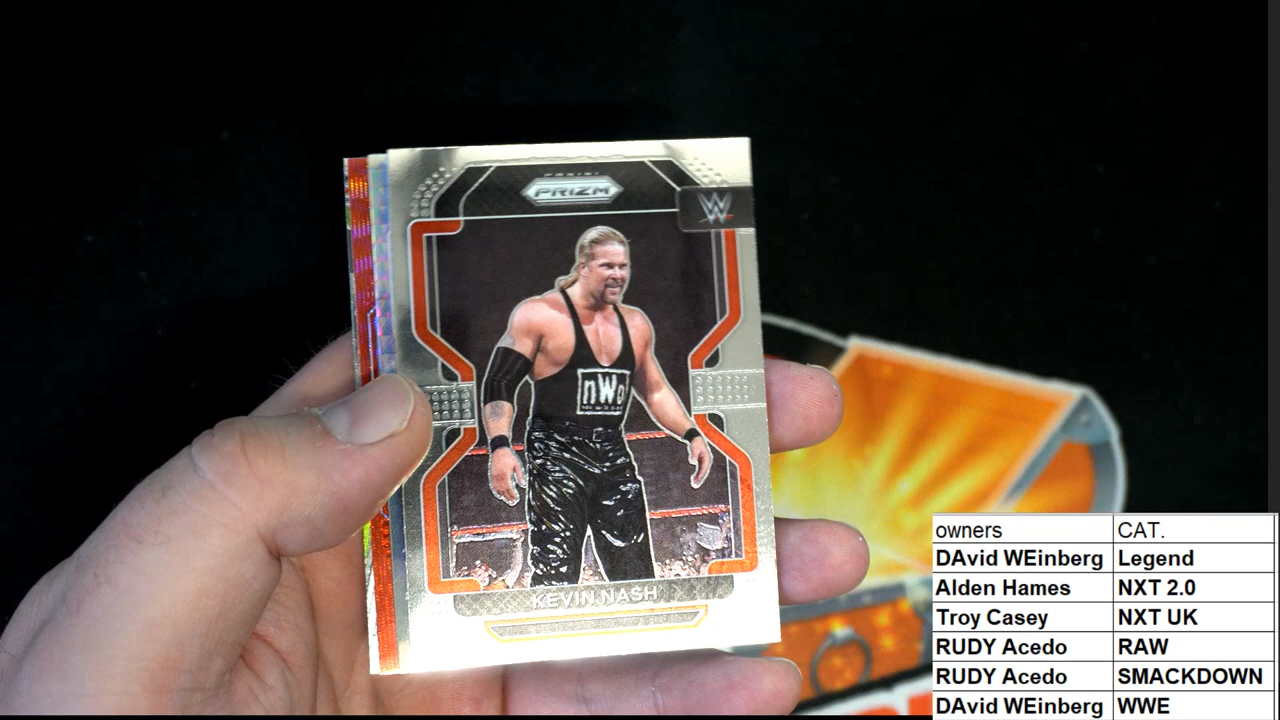 PANINI
PRIZM
W
nWo
KEVIN NASH
owners CAT.
DAvid WEinberg Legend
Alden Hames NXT 2.0
Troy Casey NXT UK
RUDY Acedo RAW
RUDY Acedo SMACKDOWN
DAvid WEinberg WWE